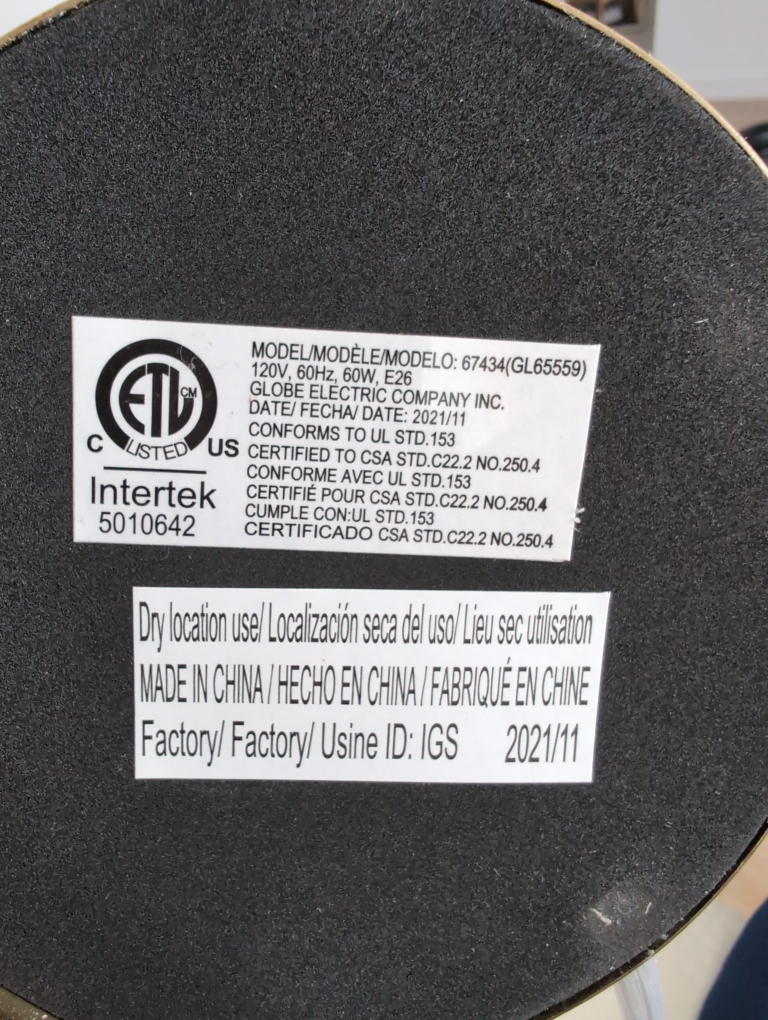 ETL CM
LISTED
C US
Intertek
5010642
MODEL/MODÈLE/MODELO: 67434(GL65559)
120V, 60Hz, 60W, E26
GLOBE ELECTRIC COMPANY INC.
DATE/ FECHA/ DATE: 2021/11
CONFORMS TO UL STD.153
CERTIFIED TO CSA STD.C22.2 NO.250.4
CONFORME AVEC UL STD.153
CERTIFIÉ POUR CSA STD.C22.2 NO.250.4
CUMPLE CON:UL STD.153
CERTIFICADO CSA STD.C22.2 NO.250.4
Dry location use/ Localización seca del uso/ Lieu sec utilisation
MADE IN CHINA / HECHO EN CHINA / FABRIQUÉ EN CHINE
Factory/ Factory/ Usine ID: IGS 2021/11